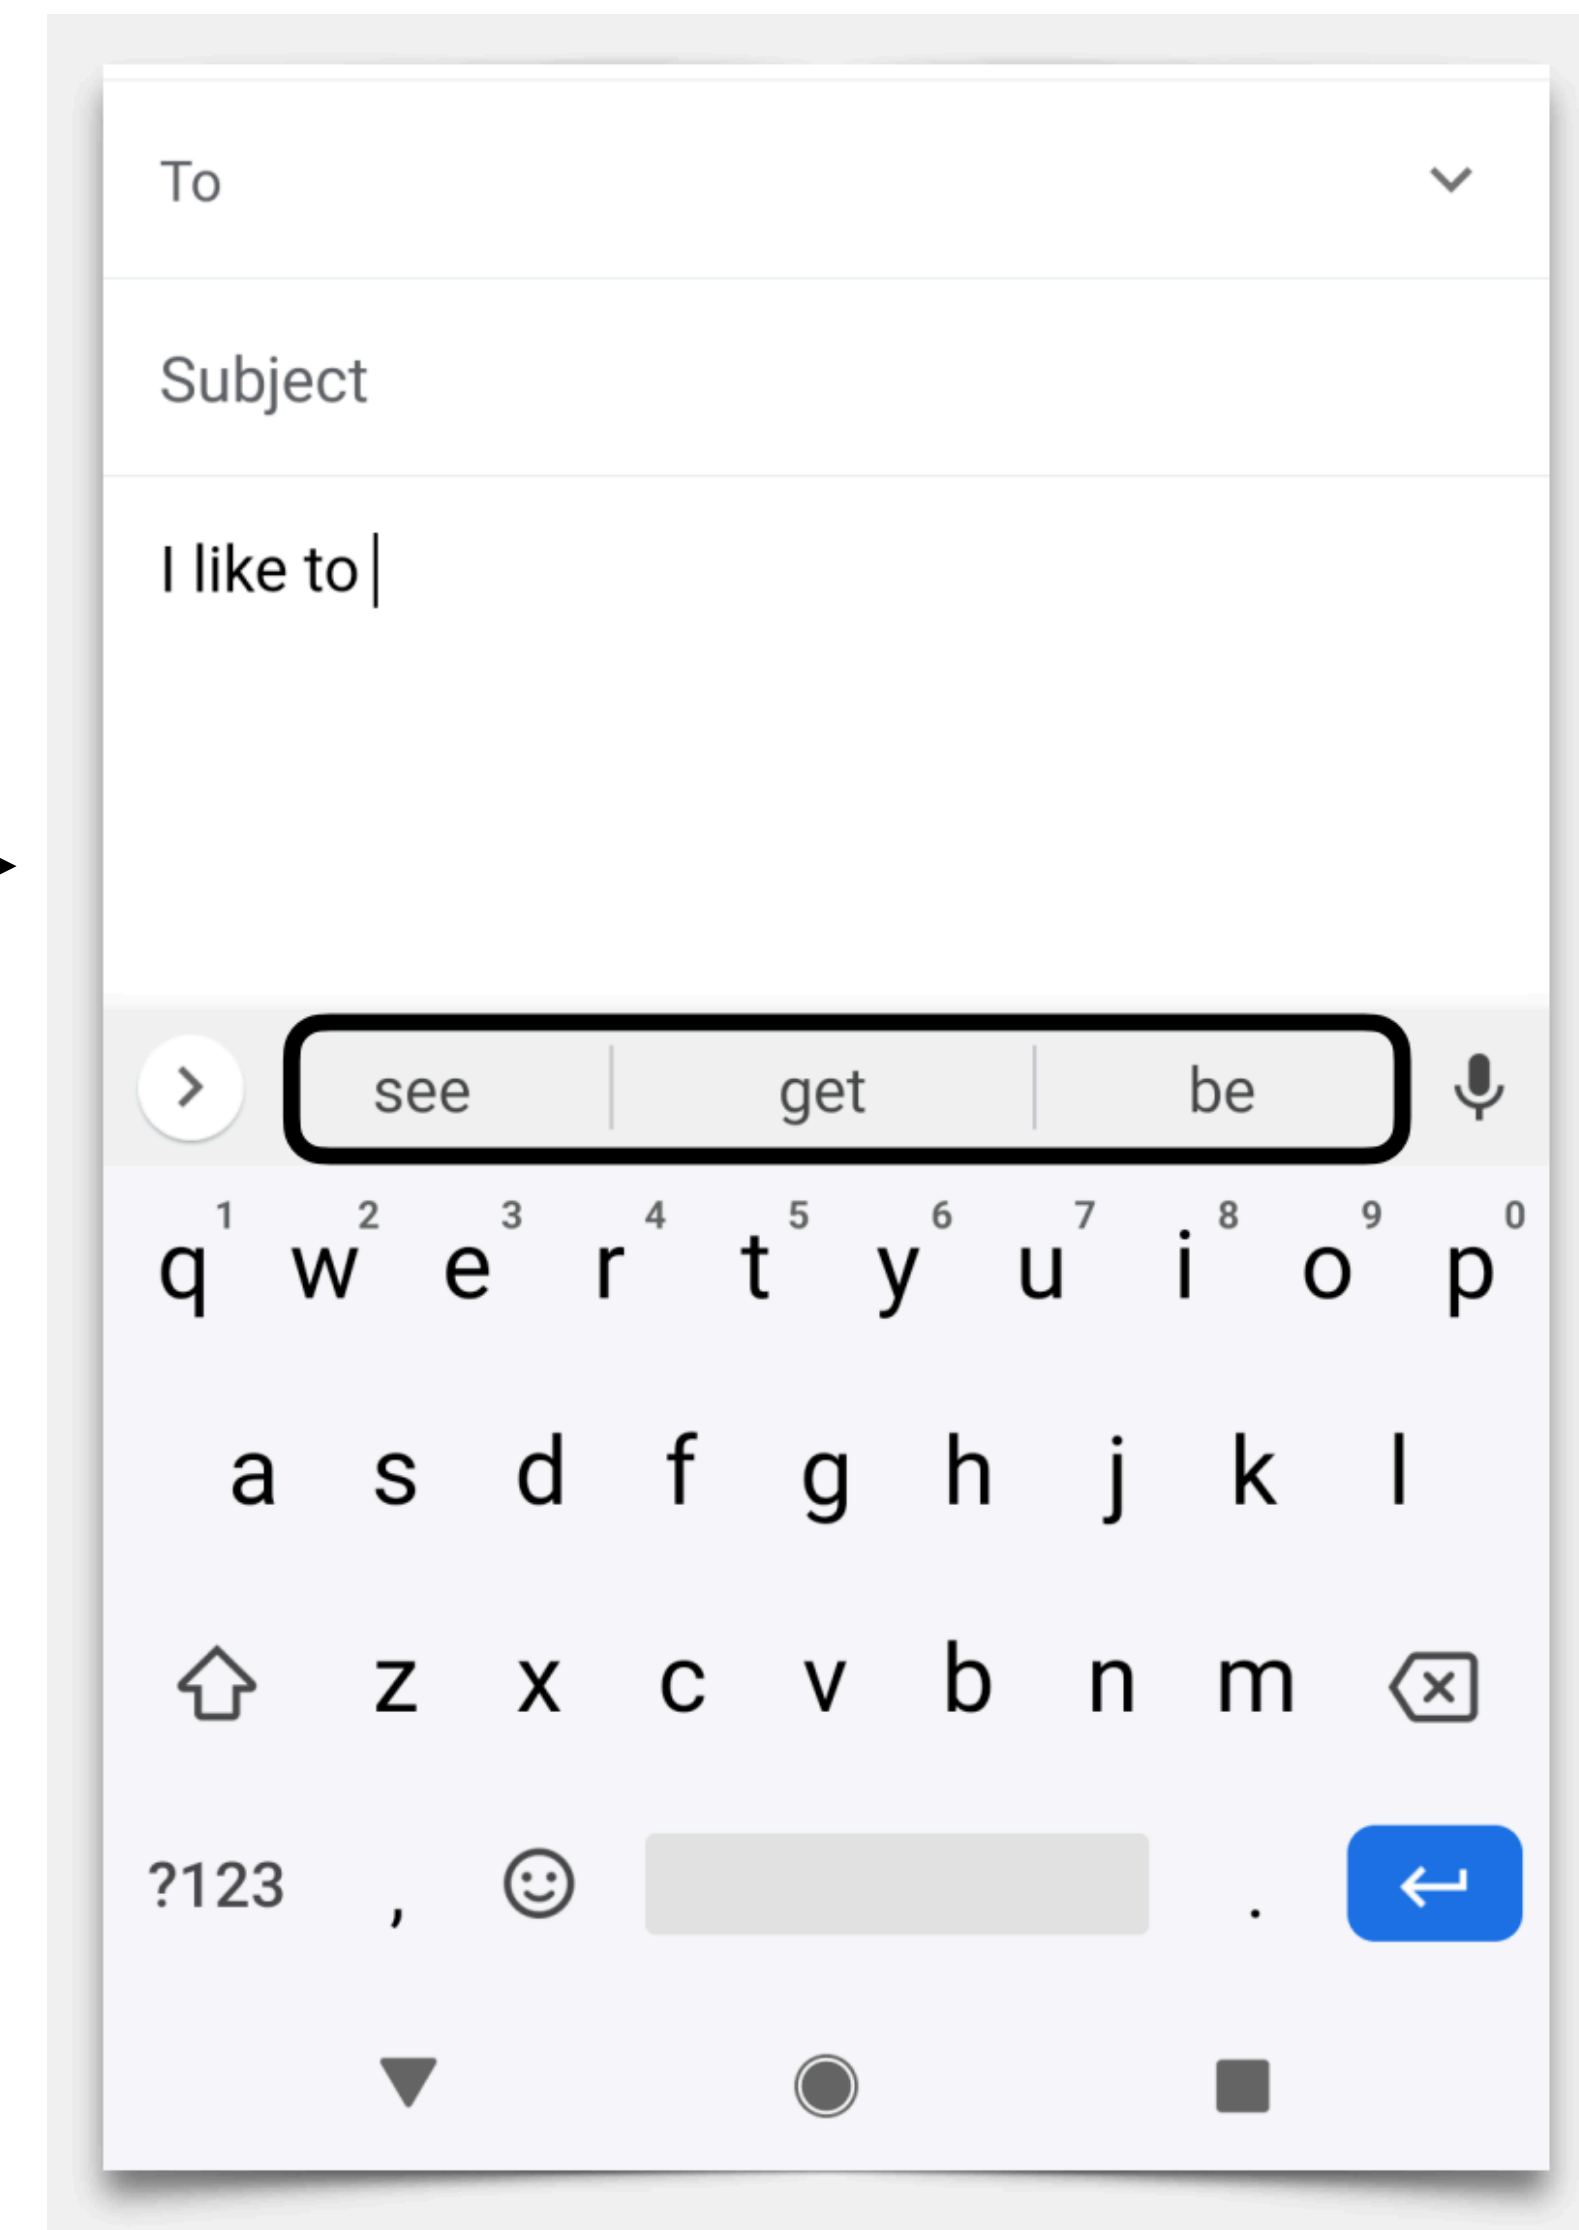 To
Subject
I like to
see get be
1 2 3 4 5 6 7 8 9 0
q w e r t y u i o p
a s d f g h j k l
z x c v b n m
?123 , .